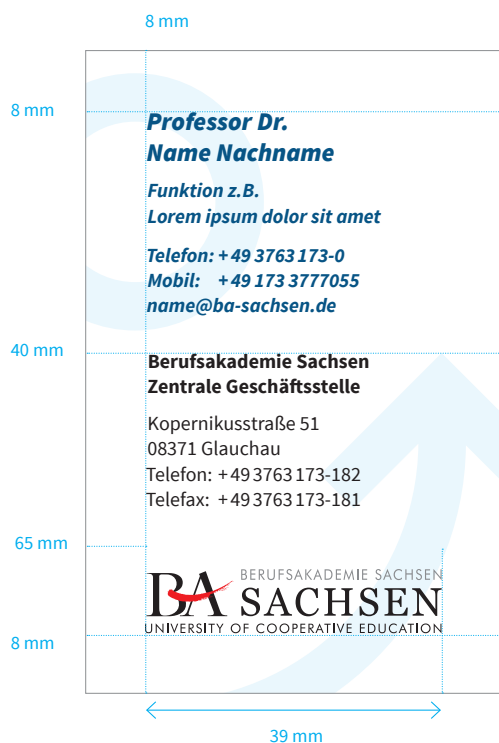 8 mm
8 mm
Professor Dr.
Name Nachname
Funktion z.B.
Lorem ipsum dolor sit amet
Telefon: + 49 3763 173-0
Mobil: + 49 173 3777055
name@ba-sachsen.de
40 mm
Berufsakademie Sachsen
Zentrale Geschäftsstelle
Kopernikusstraße 51
08371 Glauchau
Telefon: + 49 3763 173-182
Telefax: + 49 3763 173-181
65 mm
BERUFSAKADEMIE SACHSEN
BA SACHSEN
UNIVERSITY OF COOPERATIVE EDUCATION
8 mm
39 mm